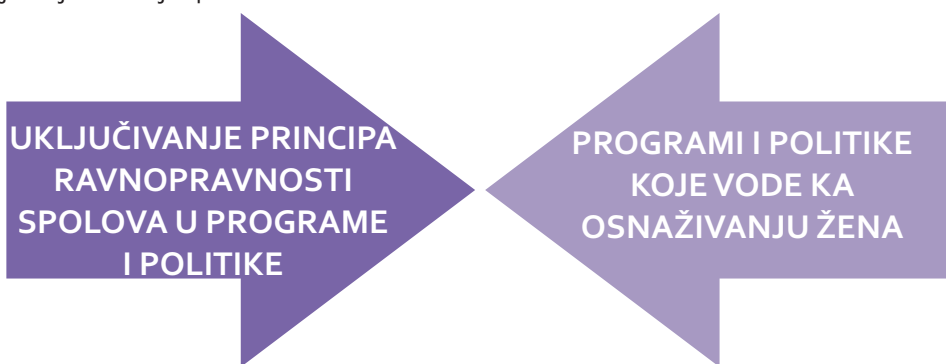 UKLJUČIVANJE PRINCIPA
RAVNOPRAVNOSTI
SPOLOVA U PROGRAME
I POLITIKE
PROGRAMI I POLITIKE
KOJE VODE KA
OSNAŽIVANJU ŽENA